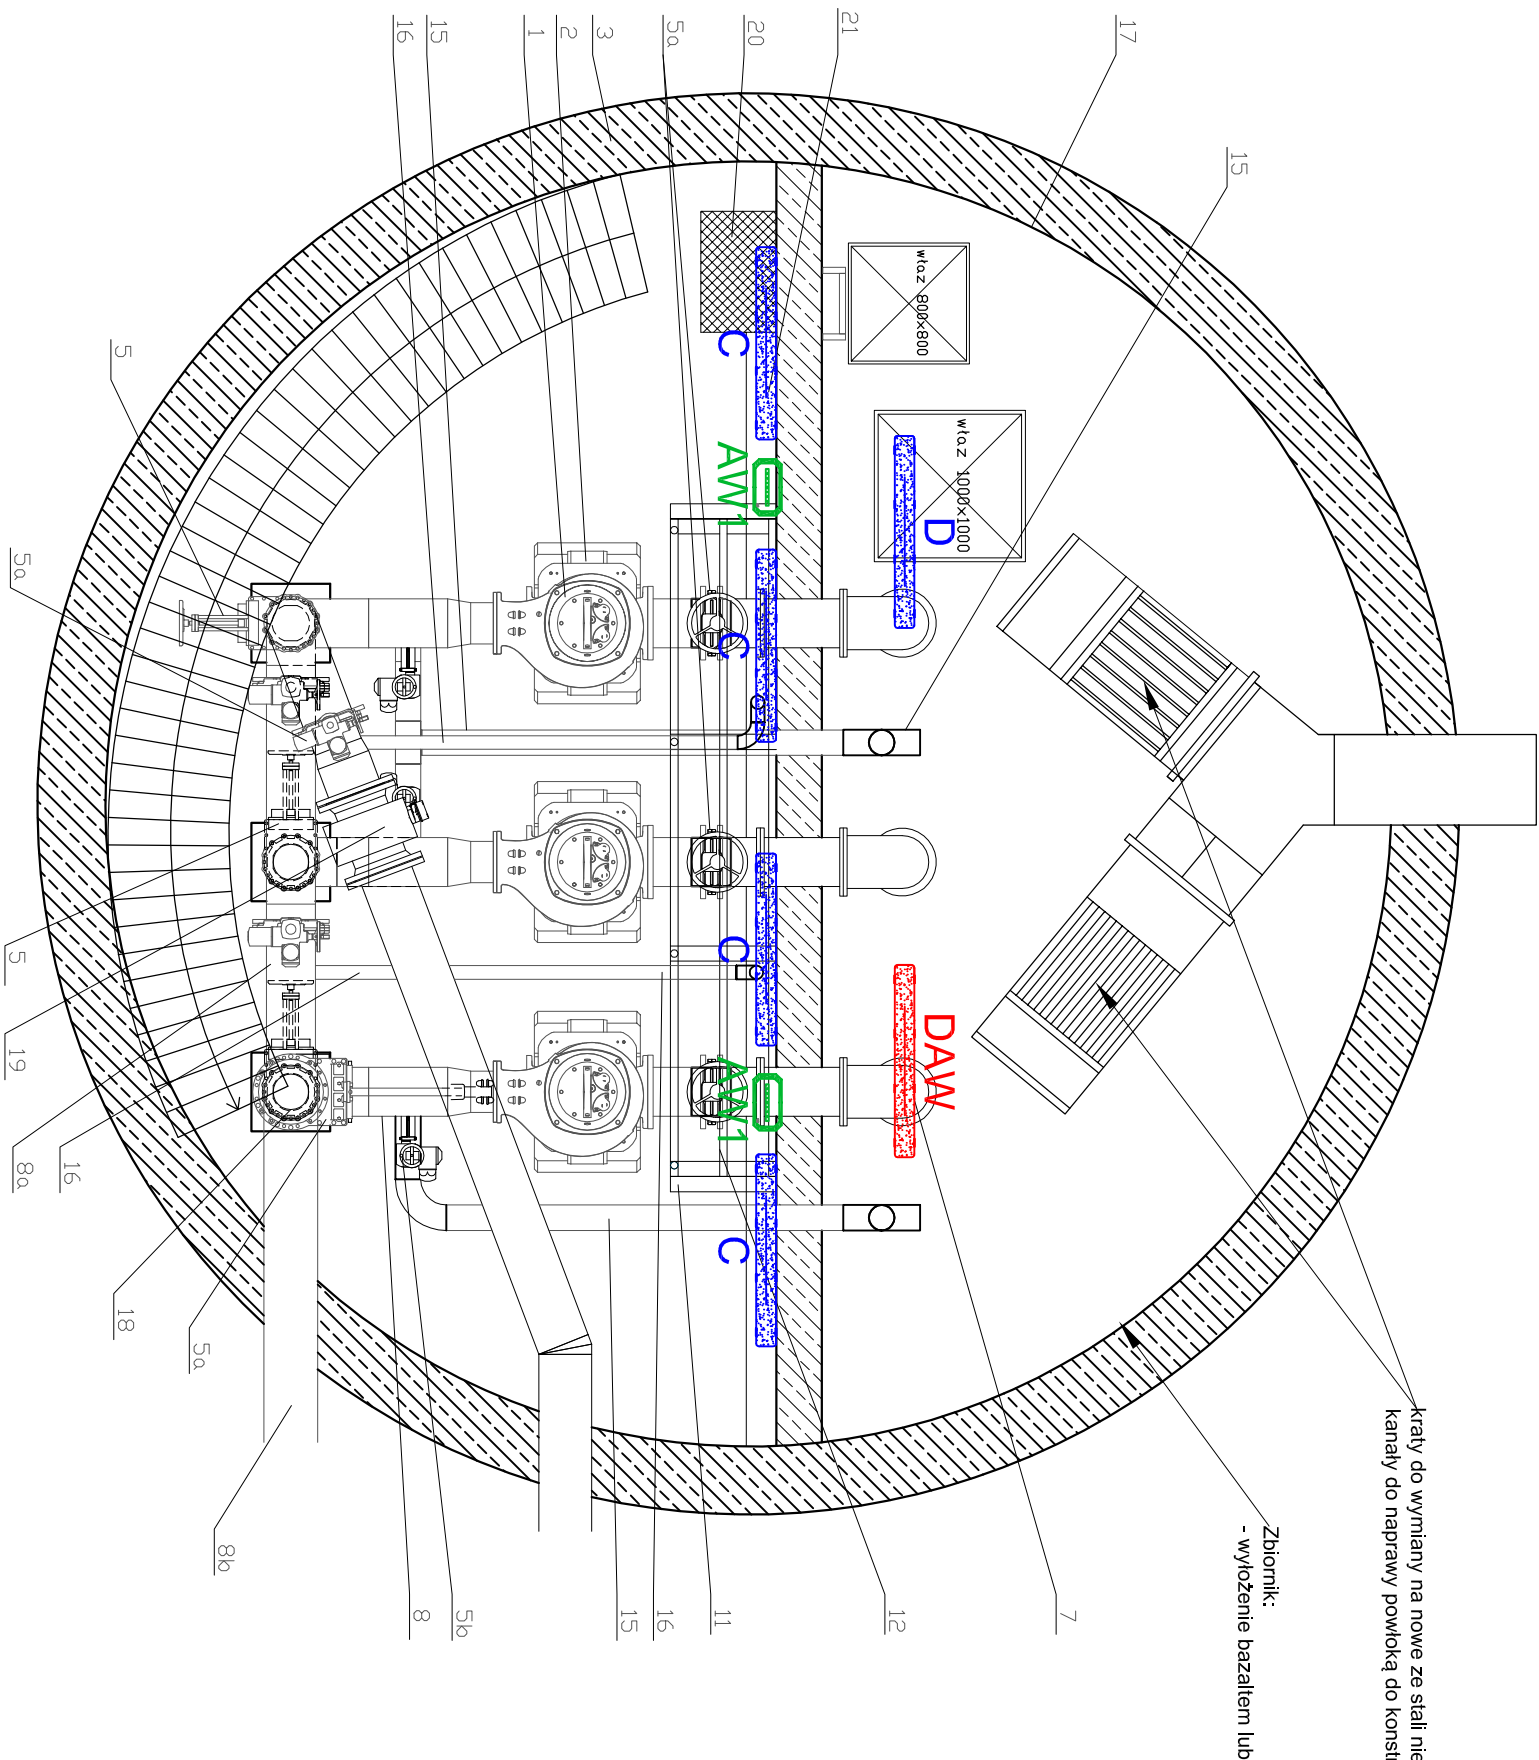 kraty do wymiany na nowe ze stali nie
kanały do naprawy powłoką do konst
Zbiornik:
- wyłożenie bazaltem lub
17
15
21
20
5a
3
2
1
15
16
właz 800x800
właz 1000x1000
D
C
AW1
C
C
DAW
AW1
C
5
5a
5
19
8a
16
18
5a
8b
8
5b
15
16
11
12
7